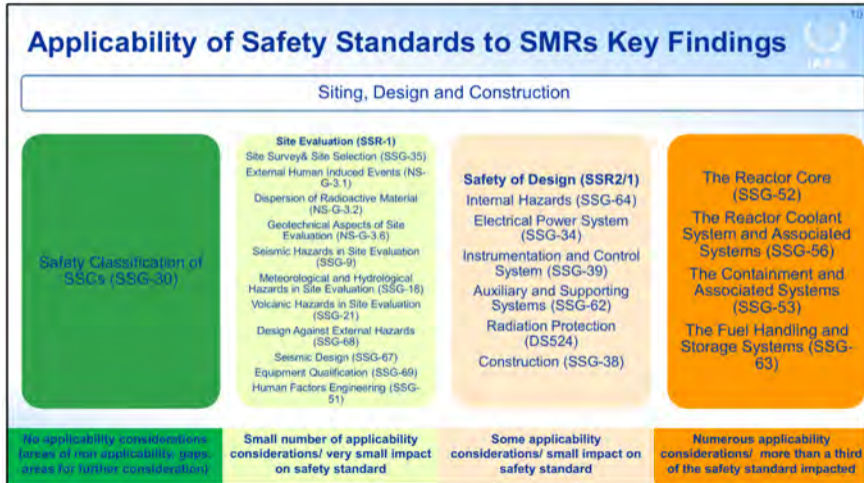 10
Applicability of Safety Standards to SMRs Key Findings
IAEA
Siting, Design and Construction
Safety Classification of
SSCs (SSG-30)
Site Evaluation (SSR-1)
Site Survey& Site Selection (SSG-35)
External Human Induced Events (NS-
G-3.1)
Dispersion of Radioactive Material
(NS-G-3.2)
Geotechnical Aspects of Site
Evaluation (NS-G-3.6)
Seismic Hazards in Site Evaluation
(SSG-9)
Meteorological and Hydrological
Hazards in Site Evaluation (SSG-18)
Volcanic Hazards in Site Evaluation
(SSG-21)
Design Against External Hazards
(SSG-68)
Seismic Design (SSG-67)
Equipment Qualification (SSG-69)
Human Factors Engineering (SSG-
51)
Safety of Design (SSR2/1)
Internal Hazards (SSG-64)
Electrical Power System
(SSG-34)
Instrumentation and Control
System (SSG-39)
Auxiliary and Supporting
Systems (SSG-62)
Radiation Protection
(DS524)
Construction (SSG-38)
The Reactor Core
(SSG-52)
The Reactor Coolant
System and Associated
Systems (SSG-56)
The Containment and
Associated Systems
(SSG-53)
The Fuel Handling and
Storage Systems (SSG-
63)
No applicability considerations
(areas of non applicability, gaps,
areas for further consideration)
Small number of applicability
considerations/ very small impact
on safety standard
Some applicability
considerations/ small impact on
safety standard
Numerous applicability
considerations/ more than a third
of the safety standard impacted